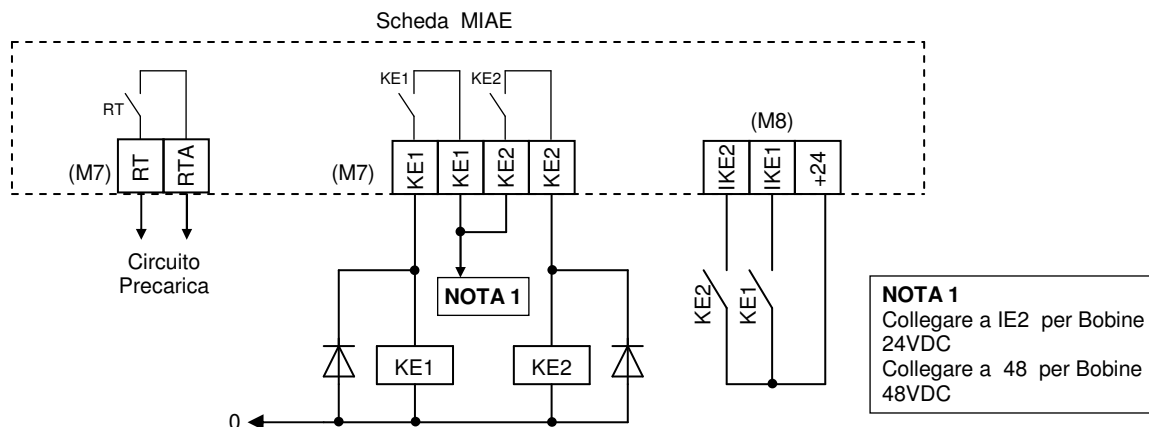 Scheda MIAE
RT
KE1
KE2
(M7)
RT
RTA
(M7)
KE1
KE1
KE2
KE2
(M8)
IKE2
IKE1
+24
Circuito
Precarica
NOTA 1
KE2
KE1
KE1
KE2
0
NOTA 1
Collegare a IE2 per Bobine
24VDC
Collegare a 48 per Bobine
48VDC